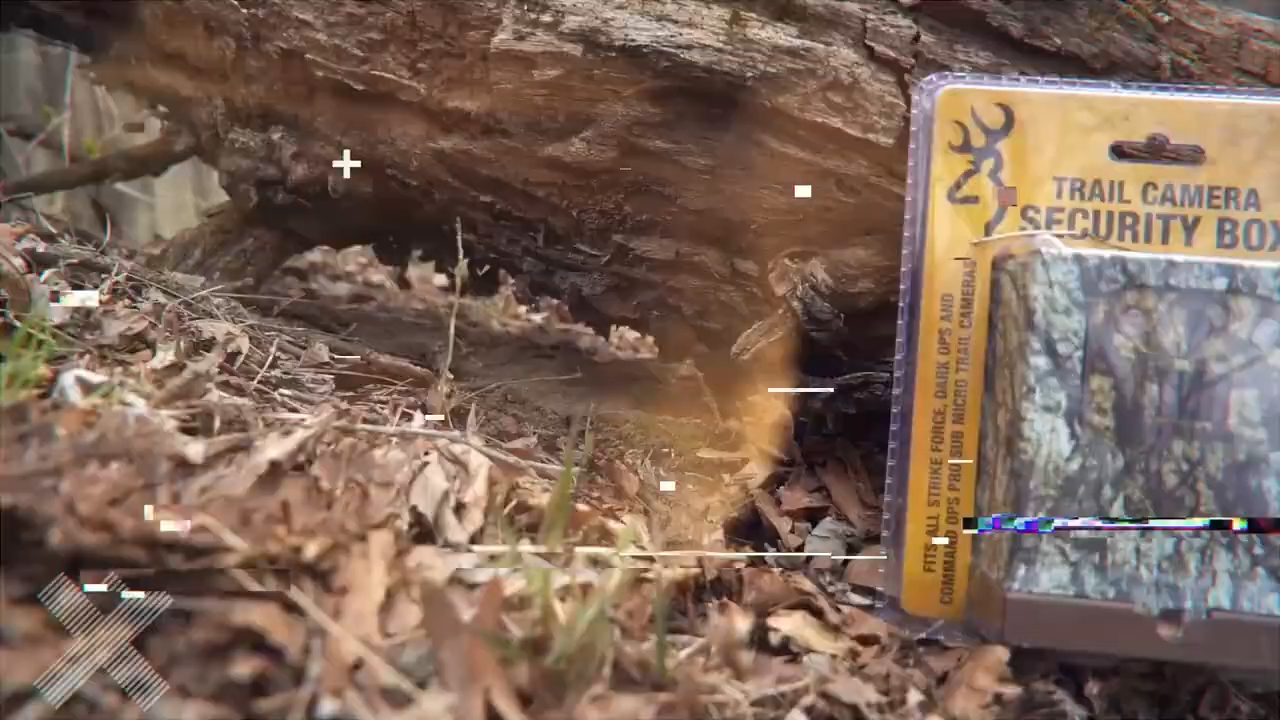 TRAIL CAMERA
SECURITY BOX
FITS ALL STRIKE FORCE, DARK OPS AND
COMMAND OPS PRO SUB MICRO TRAIL CAMERAS